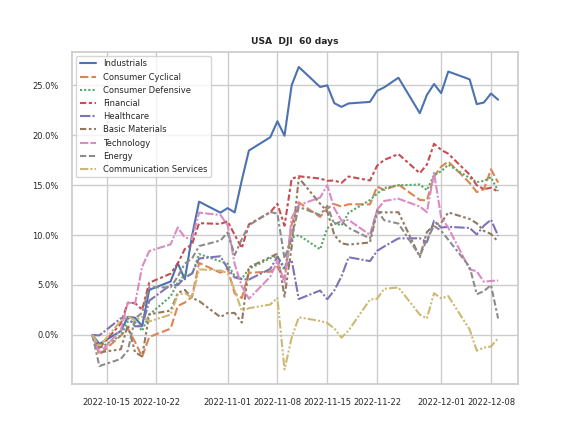 USA DJI 60 days
Industrials
Consumer Cyclical
Consumer Defensive
Financial
Healthcare
Basic Materials
Technology
Energy
Communication Services
25.0%
20.0%
15.0%
10.0%
5.0%
0.0%
2022-10-15 2022-10-22 2022-11-01 2022-11-08 2022-11-15 2022-11-22 2022-12-01 2022-12-08